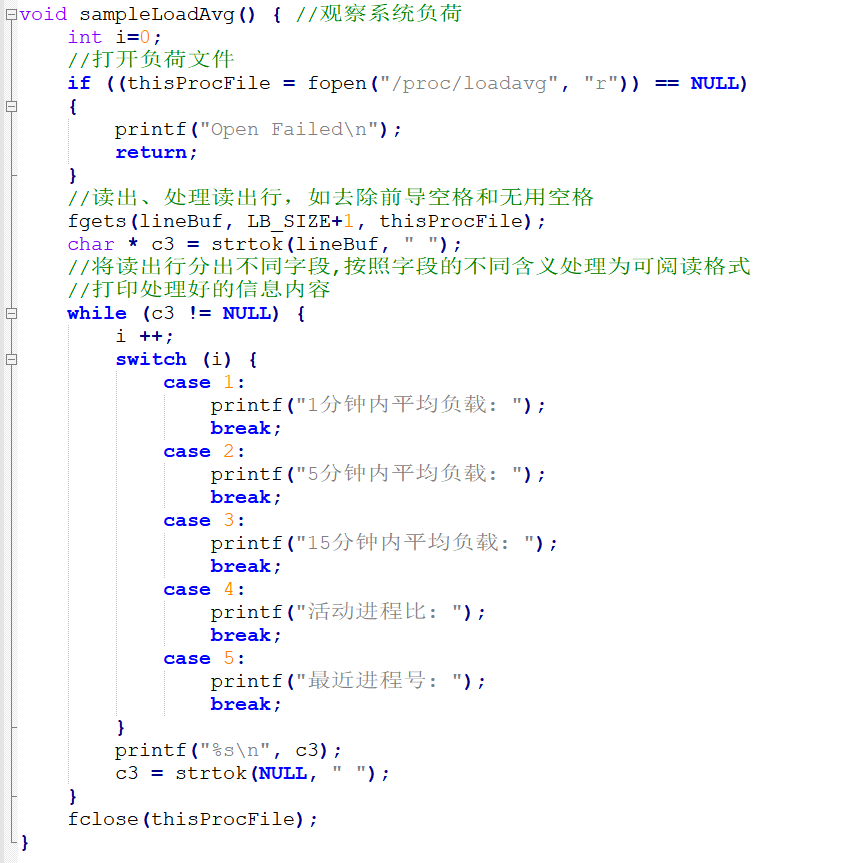 void sampleLoadAvg() { //观察系统负荷
    int i=0;
    //打开负荷文件
    if ((thisProcFile = fopen("/proc/loadavg", "r")) == NULL)
    {
        printf("Open Failed\n");
        return;
    }
    //读出、处理读出行，如去除前导空格和无用空格
    fgets(lineBuf, LB_SIZE+1, thisProcFile);
    char * c3 = strtok(lineBuf, " ");
    //将读出行分出不同字段,按照字段的不同含义处理为可阅读格式
    //打印处理好的信息内容
    while (c3 != NULL) {
        i ++;
        switch (i) {
            case 1:
                printf("1分钟内平均负载: ");
                break;
            case 2:
                printf("5分钟内平均负载: ");
                break;
            case 3:
                printf("15分钟内平均负载: ");
                break;
            case 4:
                printf("活动进程比: ");
                break;
            case 5:
                printf("最近进程号: ");
                break;
        }
        printf("%s\n", c3);
        c3 = strtok(NULL, " ");
    }
    fclose(thisProcFile);
}